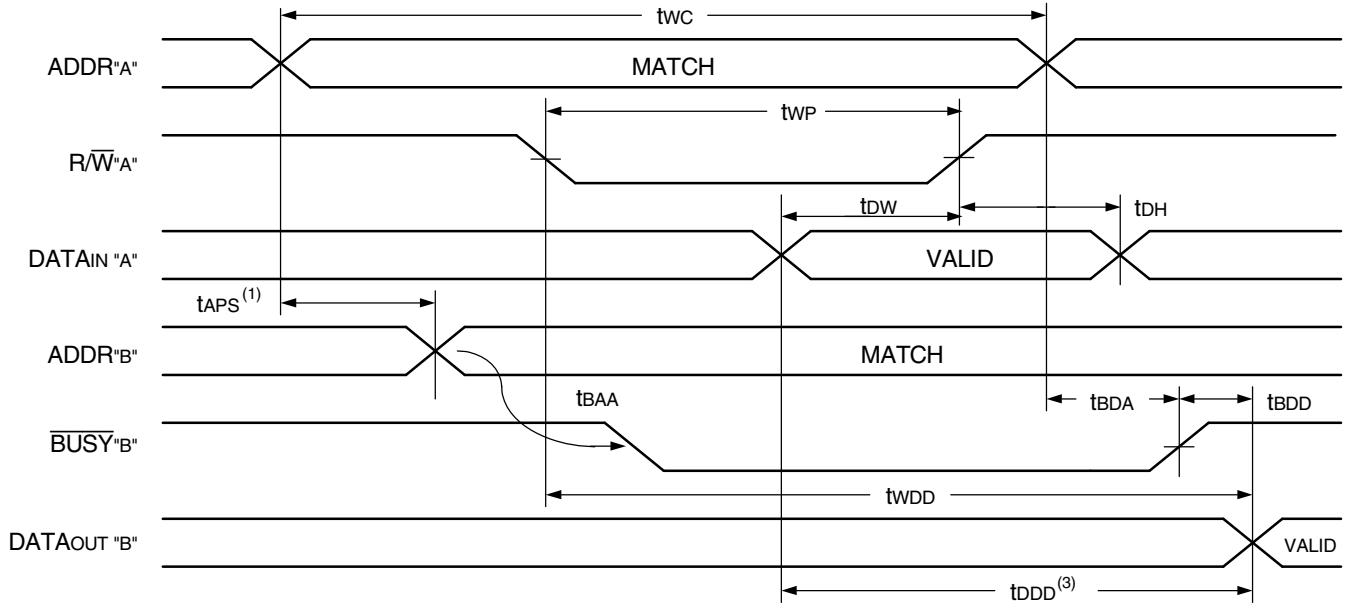 tWC
ADDR"A" MATCH
tWP
R/W̅"A"
tDW tDH
DATAIN "A" VALID
tAPS(1)
ADDR"B" MATCH
tBAA tBDA tBDD
B̅U̅S̅Y̅"B"
tWDD
DATAOUT "B" VALID
tDDD(3)